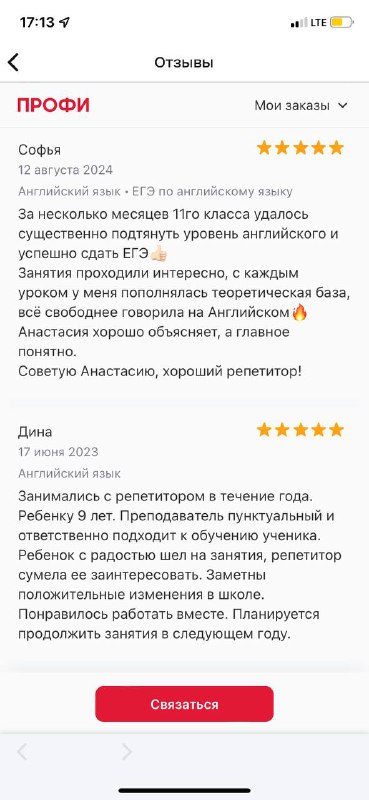 17:13
LTE
Отзывы
ПРОФИ
Мои заказы
Софья
12 августа 2024
Английский язык • ЕГЭ по английскому языку
За несколько месяцев 11го класса удалось
существенно подтянуть уровень английского и
успешно сдать ЕГЭ👍🏻
Занятия проходили интересно, с каждым
уроком у меня пополнялась теоретическая база,
всё свободнее говорила на Английском🔥
Анастасия хорошо объясняет, а главное
понятно.
Советую Анастасию, хороший репетитор!
Дина
17 июня 2023
Английский язык
Занимались с репетитором в течение года.
Ребенку 9 лет. Преподаватель пунктуальный и
ответственно подходит к обучению ученика.
Ребенок с радостью шел на занятия, репетитор
сумела ее заинтересовать. Заметны
положительные изменения в школе.
Понравилось работать вместе. Планируется
продолжить занятия в следующем году.
Связаться